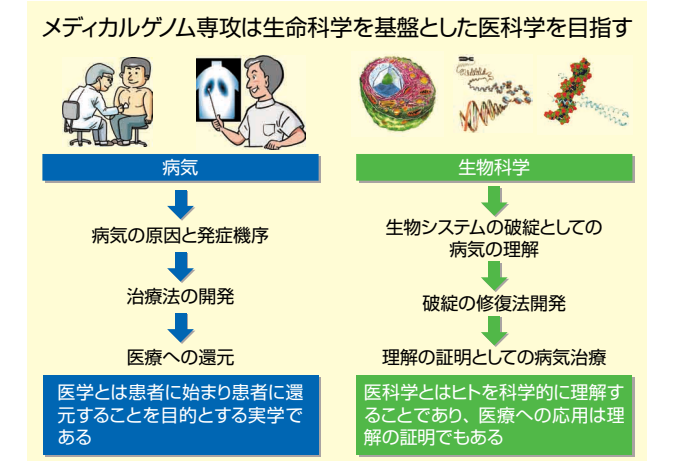 メディカルゲノム専攻は生命科学を基盤とした医科学を目指す
病気
病気の原因と発症機序
治療法の開発
医療への還元
医学とは患者に始まり患者に還
元することを目的とする実学で
ある
生物科学
生物システムの破綻としての
病気の理解
破綻の修復法開発
理解の証明としての病気治療
医科学とはヒトを科学的に理解す
ることであり、医療への応用は理
解の証明でもある